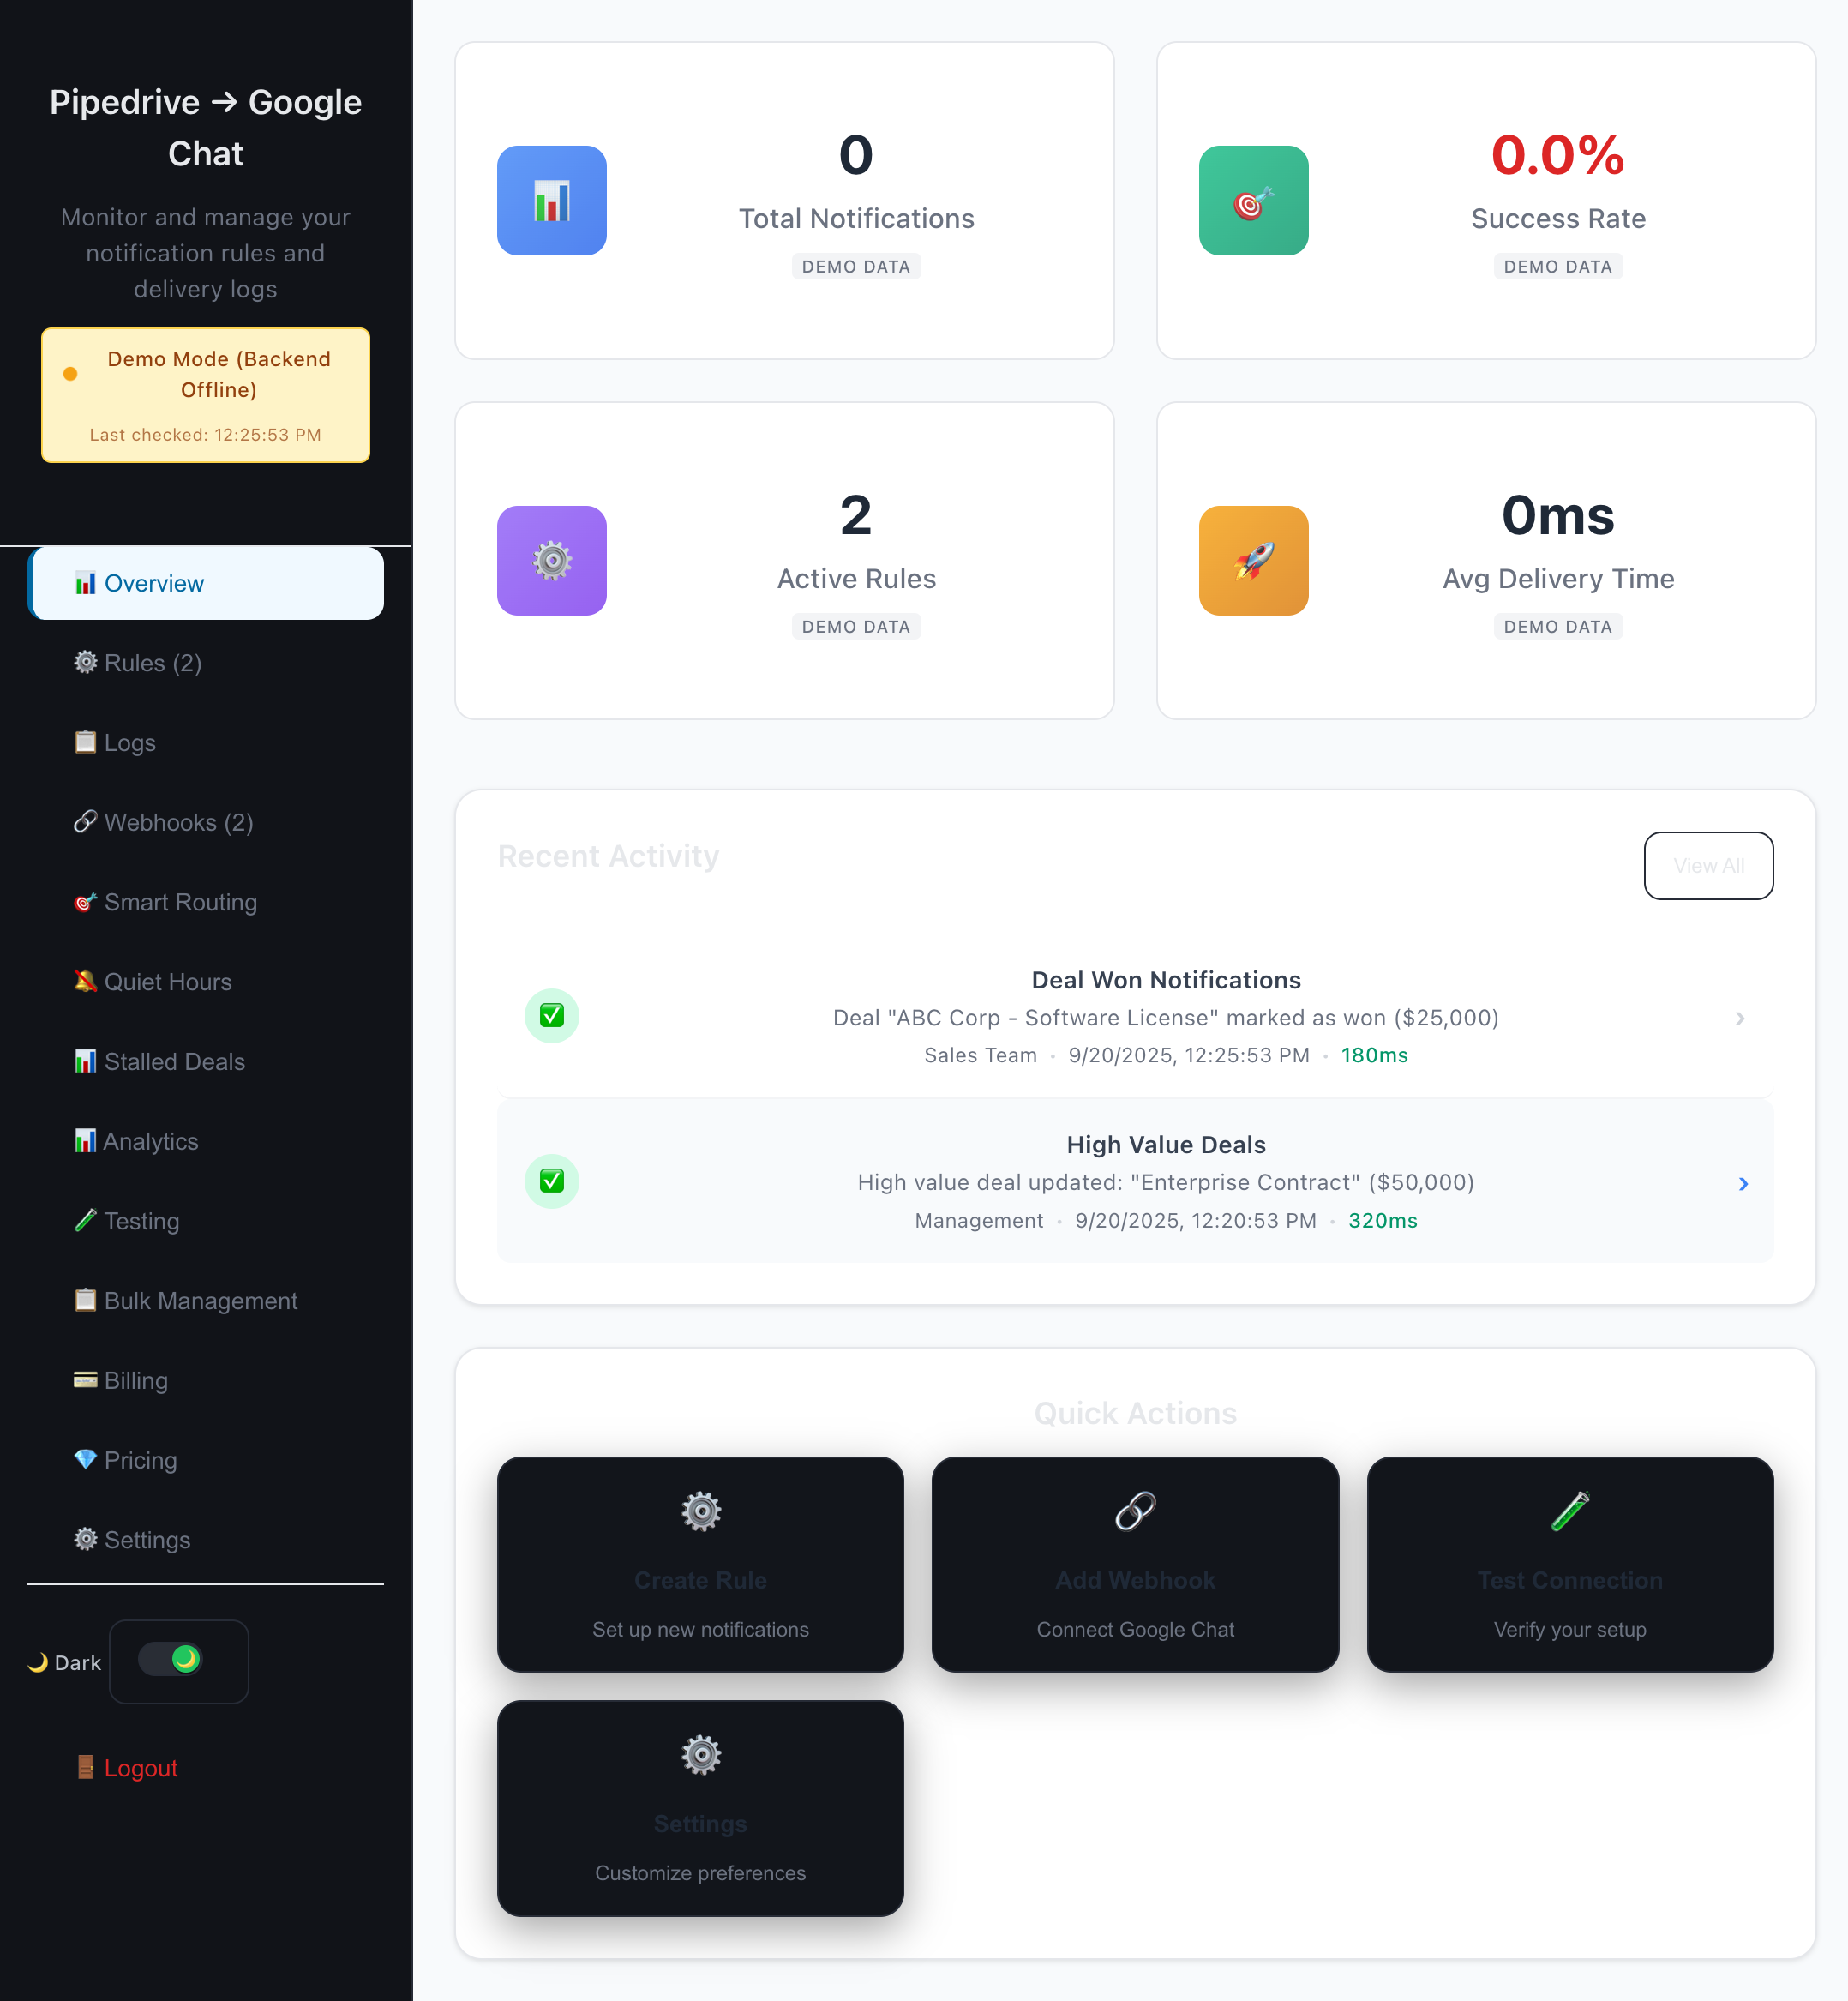 Pipedrive → Google
Chat
Monitor and manage your
notification rules and
delivery logs
Demo Mode (Backend
Offline)
Last checked: 12:25:53 PM
Overview
Rules (2)
Logs
Webhooks (2)
Smart Routing
Quiet Hours
Stalled Deals
Analytics
Testing
Bulk Management
Billing
Pricing
Settings
Dark
Logout
0
Total Notifications
DEMO DATA
0.0%
Success Rate
DEMO DATA
2
Active Rules
DEMO DATA
0ms
Avg Delivery Time
DEMO DATA
Recent Activity
View All
Deal Won Notifications
Deal "ABC Corp - Software License" marked as won ($25,000)
Sales Team • 9/20/2025, 12:25:53 PM • 180ms
High Value Deals
High value deal updated: "Enterprise Contract" ($50,000)
Management • 9/20/2025, 12:20:53 PM • 320ms
Quick Actions
Create Rule
Set up new notifications
Add Webhook
Connect Google Chat
Test Connection
Verify your setup
Settings
Customize preferences